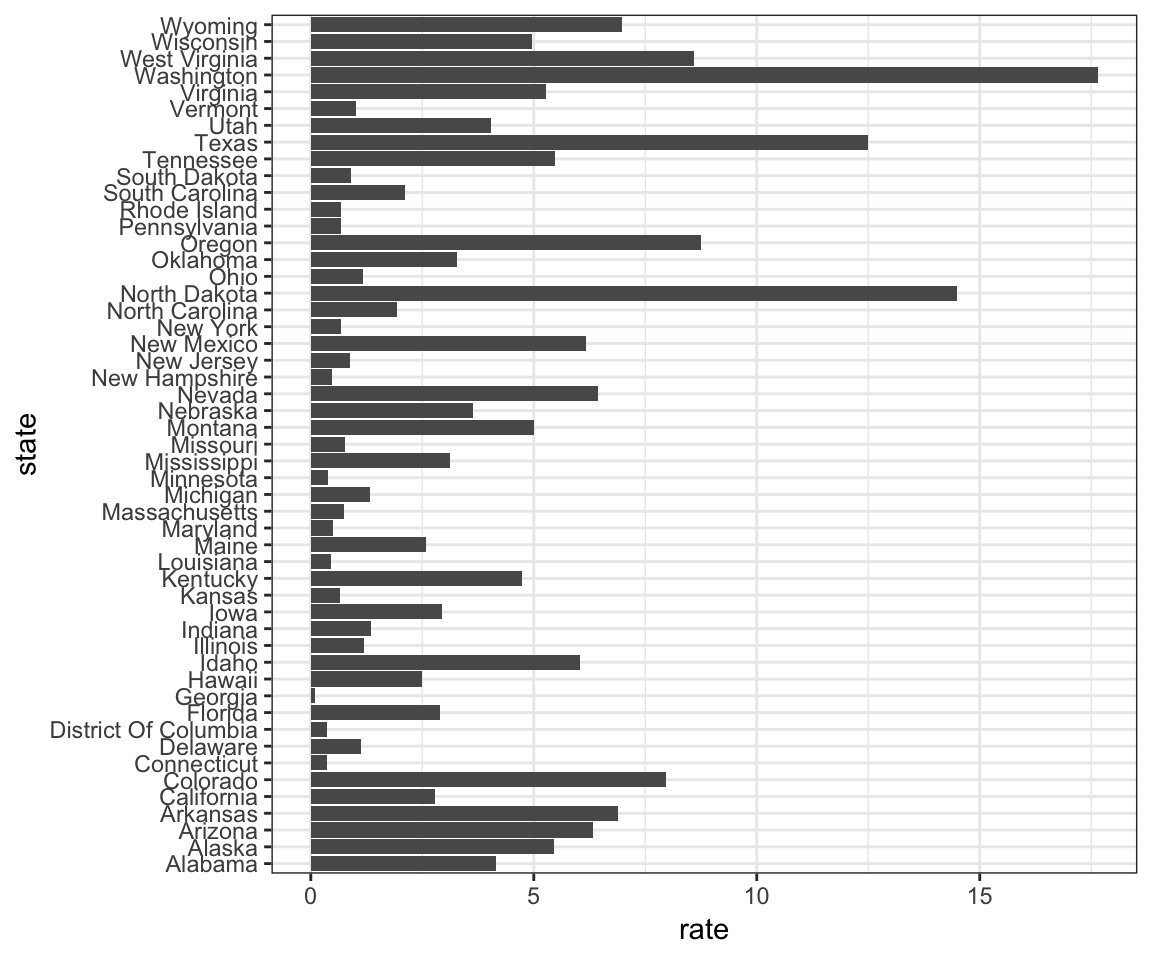 Wyoming
Wisconsin
West Virginia
Washington
Virginia
Vermont
Utah
Texas
Tennessee
South Dakota
South Carolina
Rhode Island
Pennsylvania
Oregon
Oklahoma
Ohio
North Dakota
North Carolina
New York
New Mexico
New Jersey
New Hampshire
Nevada
Nebraska
Montana
Missouri
Mississippi
Minnesota
Michigan
Massachusetts
Maryland
Maine
Louisiana
Kentucky
Kansas
Iowa
Indiana
Illinois
Idaho
Hawaii
Georgia
Florida
District Of Columbia
Delaware
Connecticut
Colorado
California
Arkansas
Arizona
Alaska
Alabama
state
0 5 10 15
rate